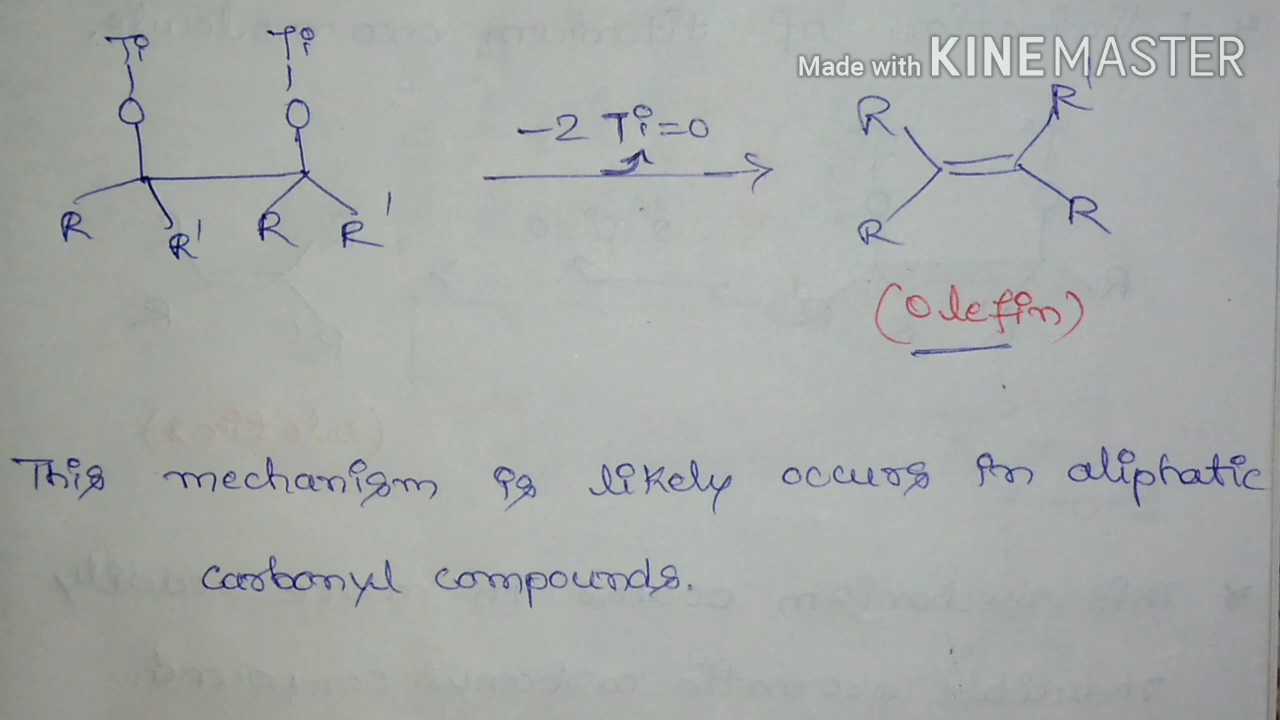 Ti Ti
Made with KINEMASTER
O O
-2 Ti=O
R R'
R R' R R'
R R
(Olefin)
This mechanism is likely occurs in aliphatic
carbonyl compounds.